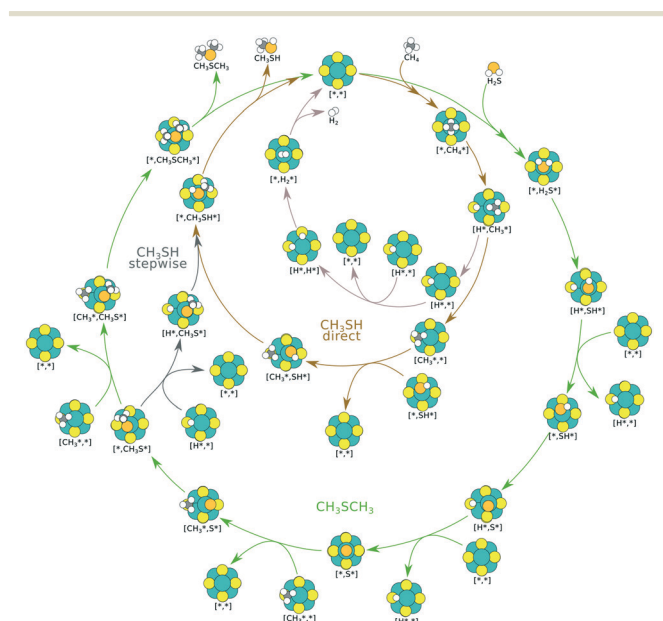 CH₃SCH₃
CH₃SH
CH₄
H₂S
[*,*]
H₂
[*,CH₄*]
[*,CH₃SCH₃*]
[*,H₂*]
[*,H₂S*]
[*,CH₃SH*]
[H*,CH₃*]
CH₃SH
stepwise
[H*,H*]
[*,*]
[H*,*]
[H*,*]
[H*,SH*]
[CH₃*,CH₃S*]
[H*,CH₃S*]
CH₃SH
direct
[CH₃*,*]
[*,*]
[*,*]
[CH₃*,SH*]
[*,*]
[H*,*]
[*,SH*]
[*,SH*]
[CH₃*,*]
[*,CH₃S*]
[H*,*]
[*,*]
CH₃SCH₃
[CH₃*,S*]
[H*,S*]
[*,S*]
[*,*]
[*,*]
[CH₃*,*]
[H*,*]